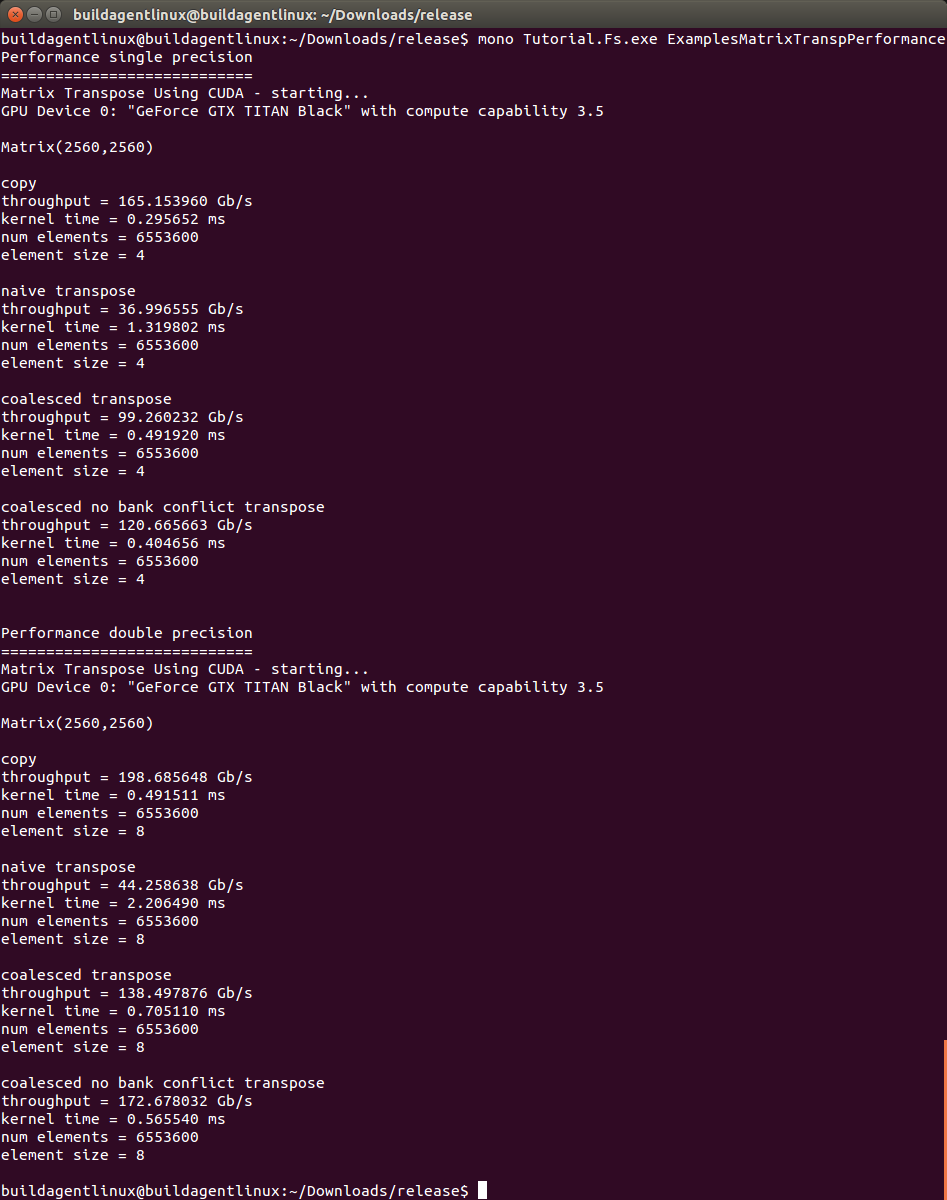 buildagentlinux@buildagentlinux: ~/Downloads/release
buildagentlinux@buildagentlinux:~/Downloads/release$ mono Tutorial.Fs.exe ExamplesMatrixTranspPerformance
Performance single precision
============================
Matrix Transpose Using CUDA - starting...
GPU Device 0: "GeForce GTX TITAN Black" with compute capability 3.5
Matrix(2560,2560)
copy
throughput = 165.153960 Gb/s
kernel time = 0.295652 ms
num elements = 6553600
element size = 4
naive transpose
throughput = 36.996555 Gb/s
kernel time = 1.319802 ms
num elements = 6553600
element size = 4
coalesced transpose
throughput = 99.260232 Gb/s
kernel time = 0.491920 ms
num elements = 6553600
element size = 4
coalesced no bank conflict transpose
throughput = 120.665663 Gb/s
kernel time = 0.404656 ms
num elements = 6553600
element size = 4
Performance double precision
============================
Matrix Transpose Using CUDA - starting...
GPU Device 0: "GeForce GTX TITAN Black" with compute capability 3.5
Matrix(2560,2560)
copy
throughput = 198.685648 Gb/s
kernel time = 0.491511 ms
num elements = 6553600
element size = 8
naive transpose
throughput = 44.258638 Gb/s
kernel time = 2.206490 ms
num elements = 6553600
element size = 8
coalesced transpose
throughput = 138.497876 Gb/s
kernel time = 0.705110 ms
num elements = 6553600
element size = 8
coalesced no bank conflict transpose
throughput = 172.678032 Gb/s
kernel time = 0.565540 ms
num elements = 6553600
element size = 8
buildagentlinux@buildagentlinux:~/Downloads/release$